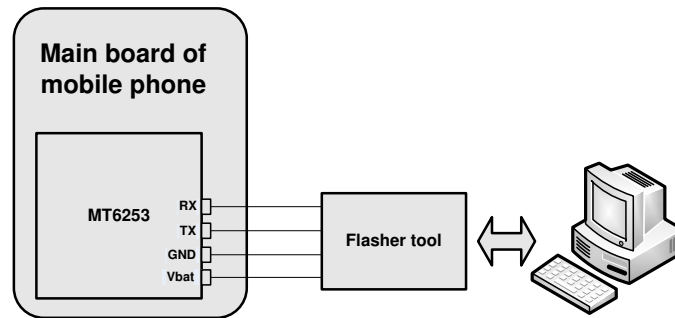 Main board of
mobile phone
MT6253
RX
TX
GND
Vbat
Flasher tool